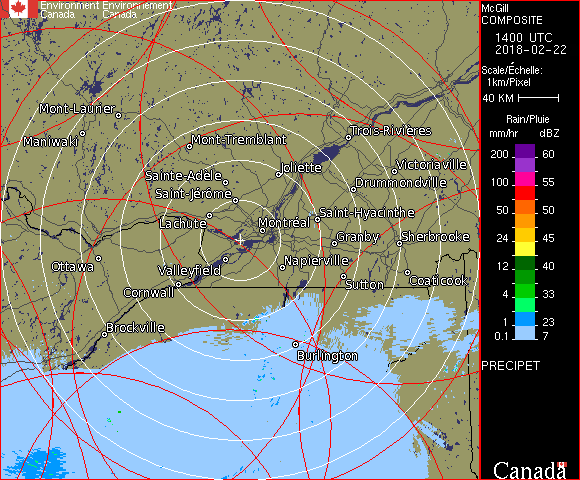 Environment Environnement
Canada Canada
McGill
COMPOSITE
1400 UTC
2018-02-22
Scale/Échelle:
1km/Pixel
40 KM
Rain/Pluie
mm/hr dBZ
200 60
100 55
50 50
24 45
12 40
4 33
1 23
0.1 7
PRECIPET
Canada
Mont-Laurier
Maniwaki
Mont-Tremblant
Trois-Rivières
Joliette
Victoriaville
Sainte-Adèle
Drummondville
Saint-Jérôme
Lachute
Saint-Hyacinthe
Montréal
Granby
Sherbrooke
Ottawa
Valleyfield
Napierville
Cornwall
Sutton
Coaticook
Brockville
Burlington